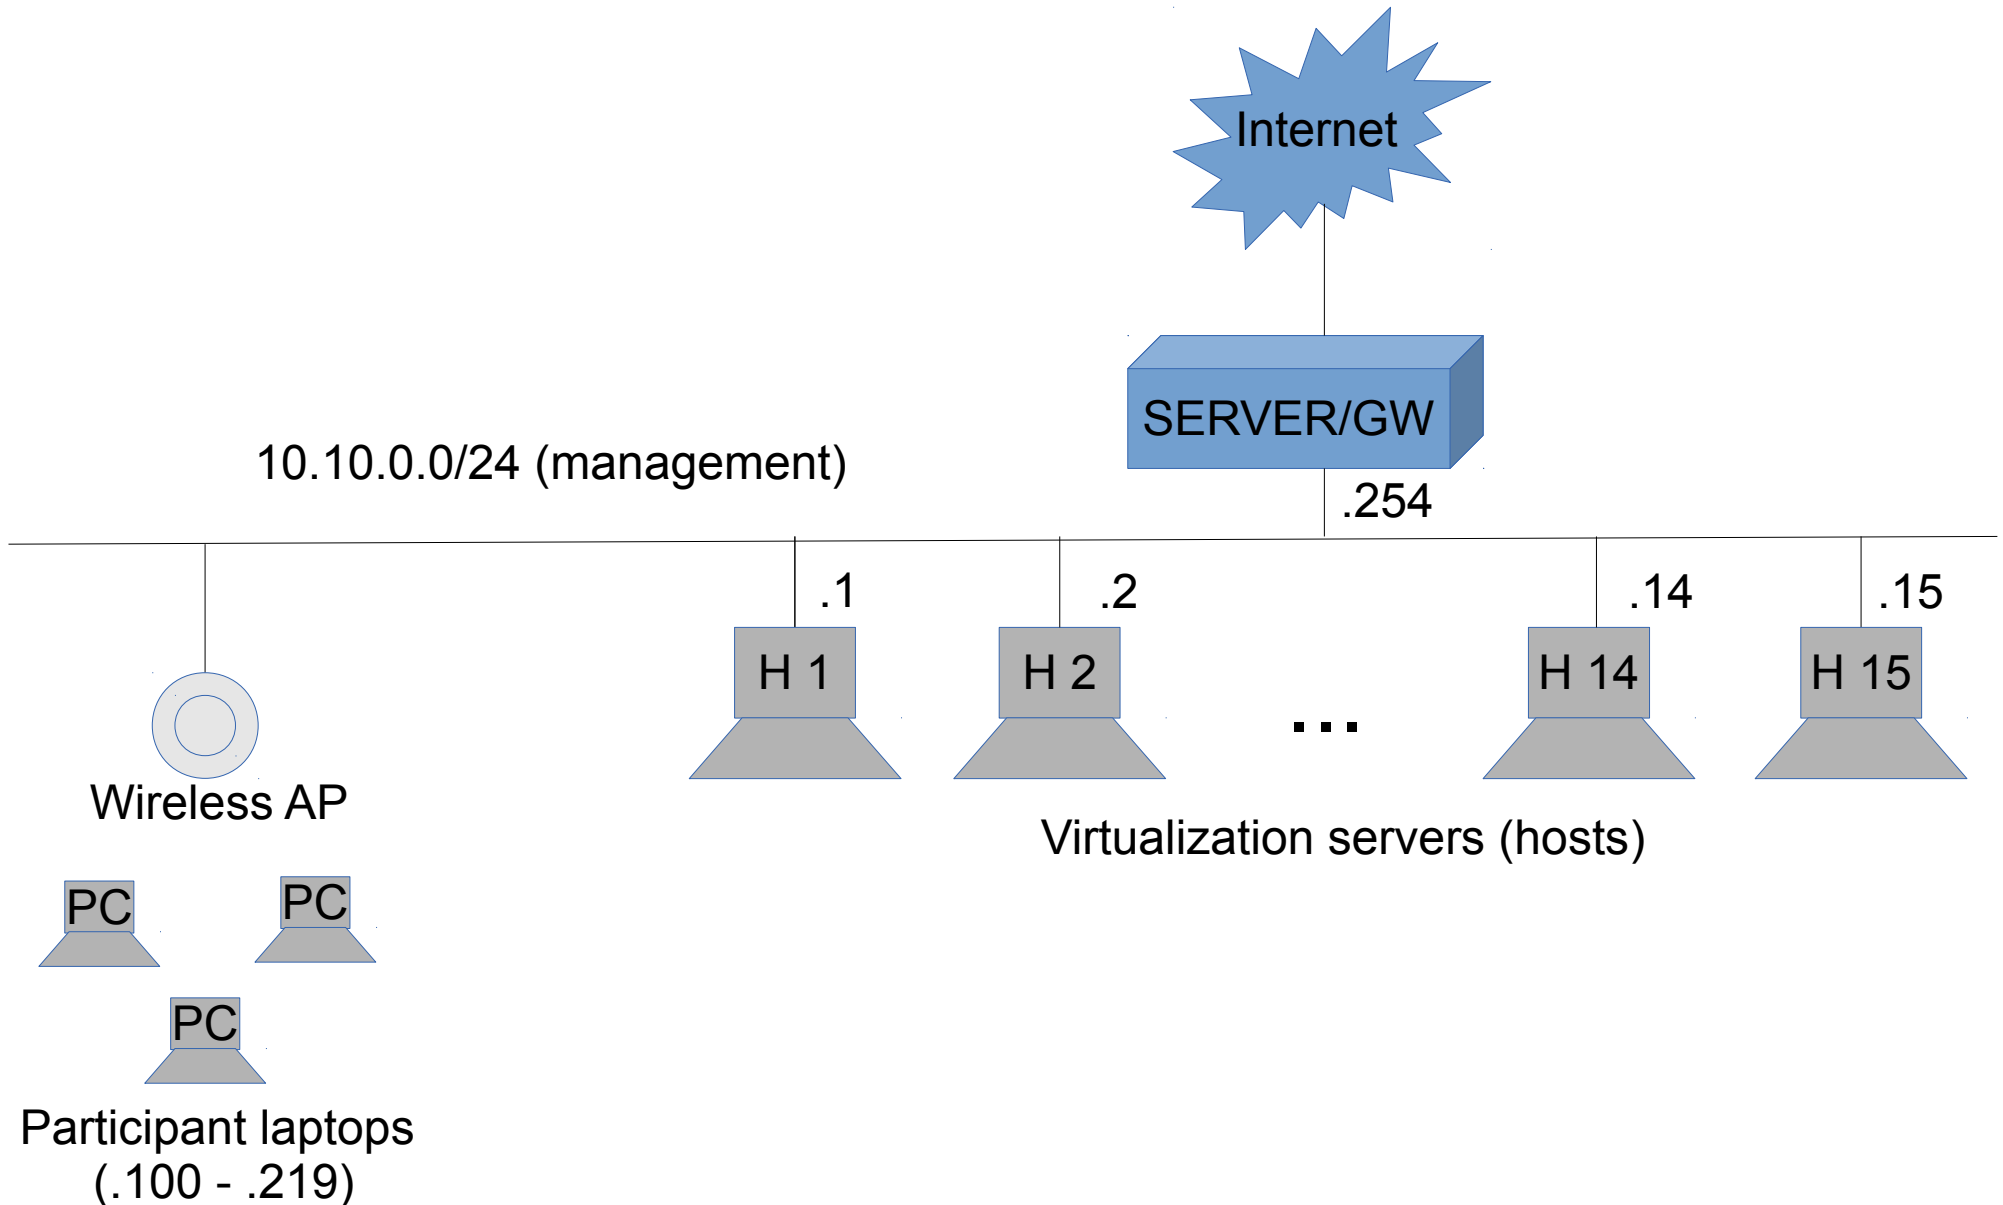 Internet
SERVER/GW
10.10.0.0/24 (management)
.254
.1
.2
.14
.15
H 1
H 2
...
H 14
H 15
Wireless AP
Virtualization servers (hosts)
PC
PC
PC
Participant laptops
(.100 - .219)